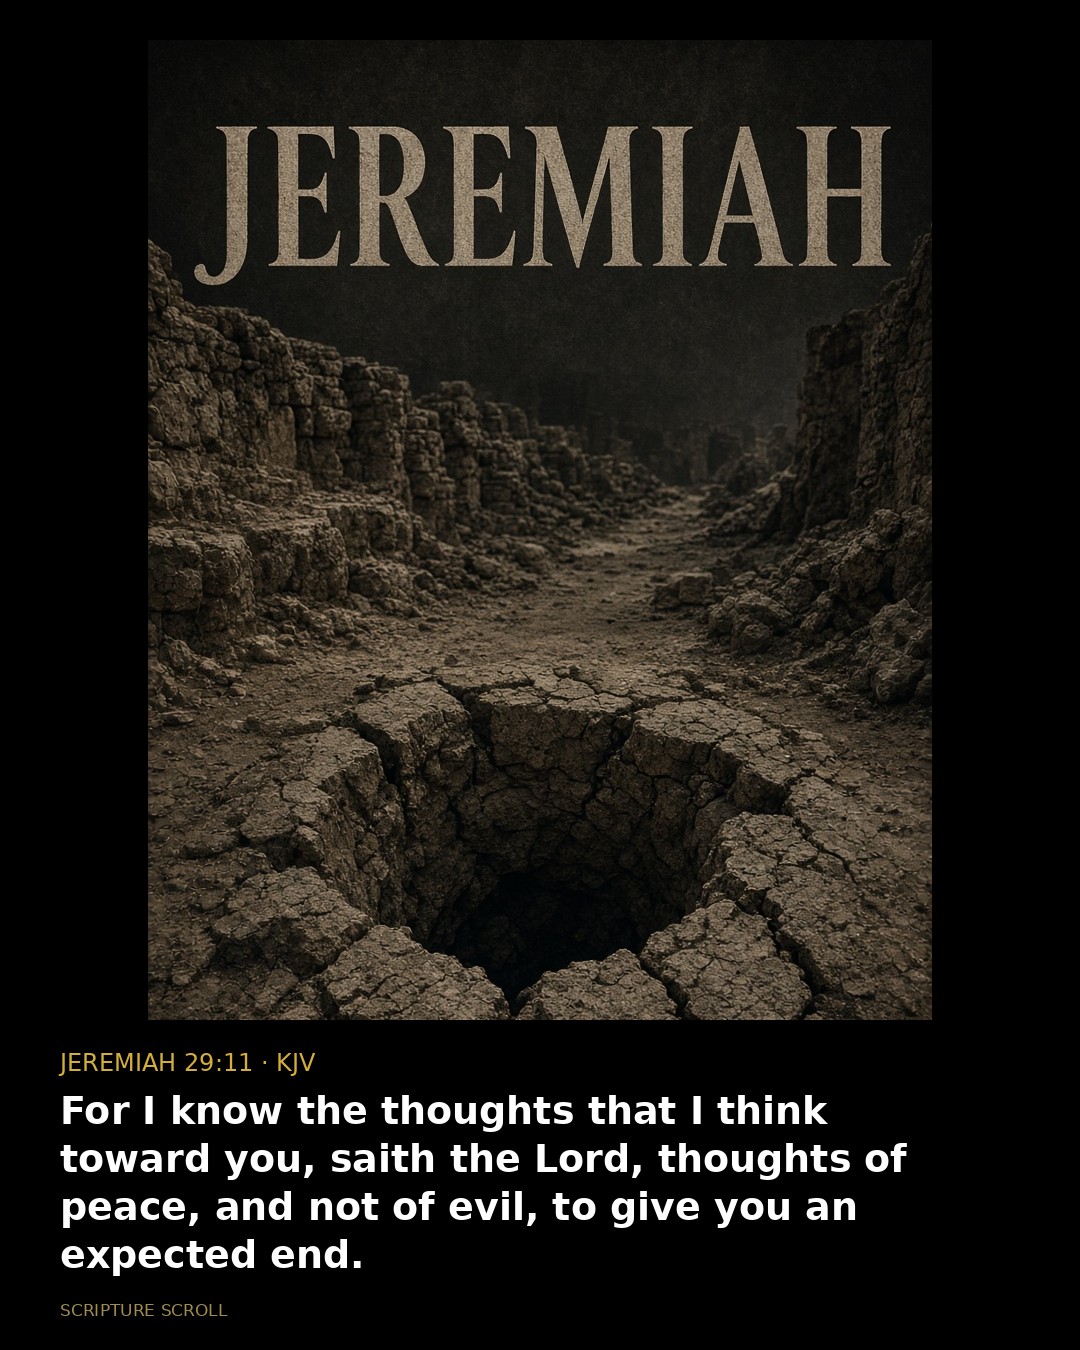 JEREMIAH
JEREMIAH 29:11 · KJV
For I know the thoughts that I think
toward you, saith the Lord, thoughts of
peace, and not of evil, to give you an
expected end.
SCRIPTURE SCROLL